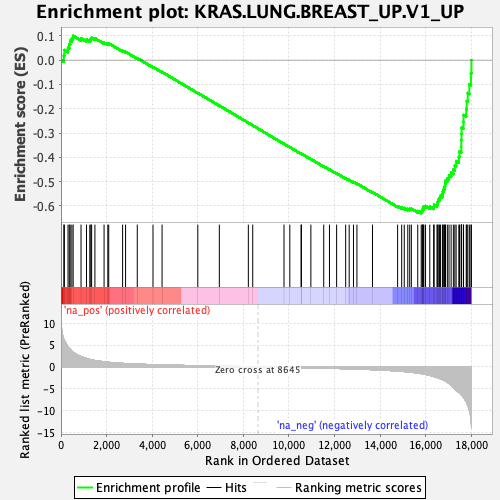 Enrichment plot: KRAS.LUNG.BREAST_UP.V1_UP
Enrichment score (ES)
0.1
0.0
-0.1
-0.2
-0.3
-0.4
-0.5
-0.6
'na_pos' (positively correlated)
Ranked list metric (PreRanked)
10
5
0
-5
-10
-15
Zero cross at 8645
'na_neg' (negatively correlated)
0
2,000
4,000
6,000
8,000
10,000
12,000
14,000
16,000
18,000
Rank in Ordered Dataset
Enrichment profile
Hits
Ranking metric scores